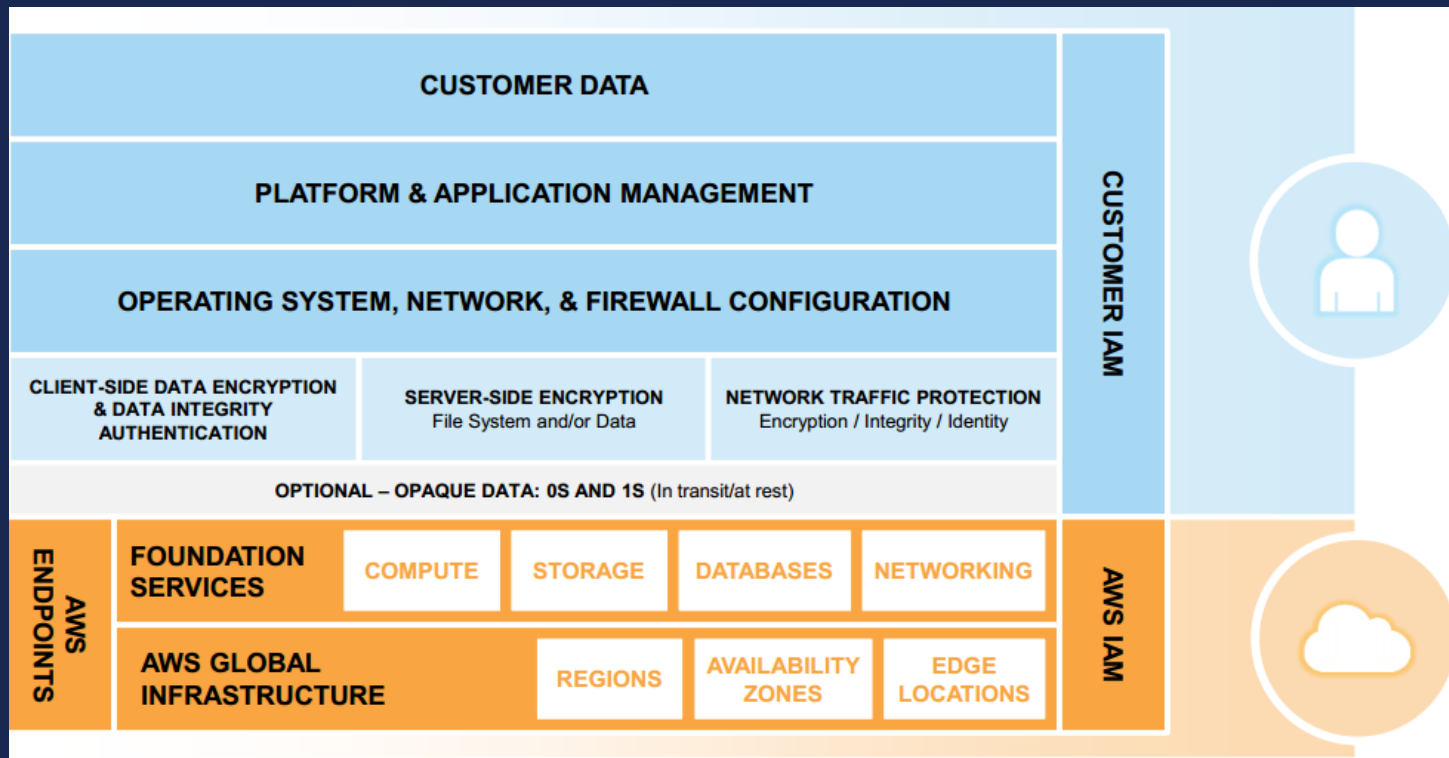 CUSTOMER DATA
PLATFORM & APPLICATION MANAGEMENT
OPERATING SYSTEM, NETWORK, & FIREWALL CONFIGURATION
CLIENT-SIDE DATA ENCRYPTION
& DATA INTEGRITY
AUTHENTICATION
SERVER-SIDE ENCRYPTION
File System and/or Data
NETWORK TRAFFIC PROTECTION
Encryption / Integrity / Identity
OPTIONAL – OPAQUE DATA: 0S AND 1S (In transit/at rest)
CUSTOMER IAM
AWS
ENDPOINTS
FOUNDATION
SERVICES
COMPUTE
STORAGE
DATABASES
NETWORKING
AWS GLOBAL
INFRASTRUCTURE
REGIONS
AVAILABILITY
ZONES
EDGE
LOCATIONS
AWS IAM